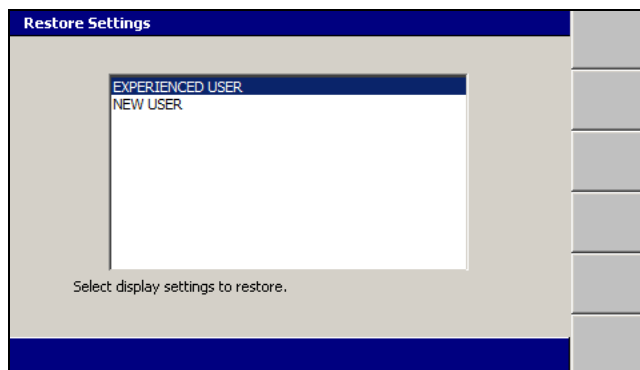 Restore Settings
EXPERIENCED USER
NEW USER
Select display settings to restore.